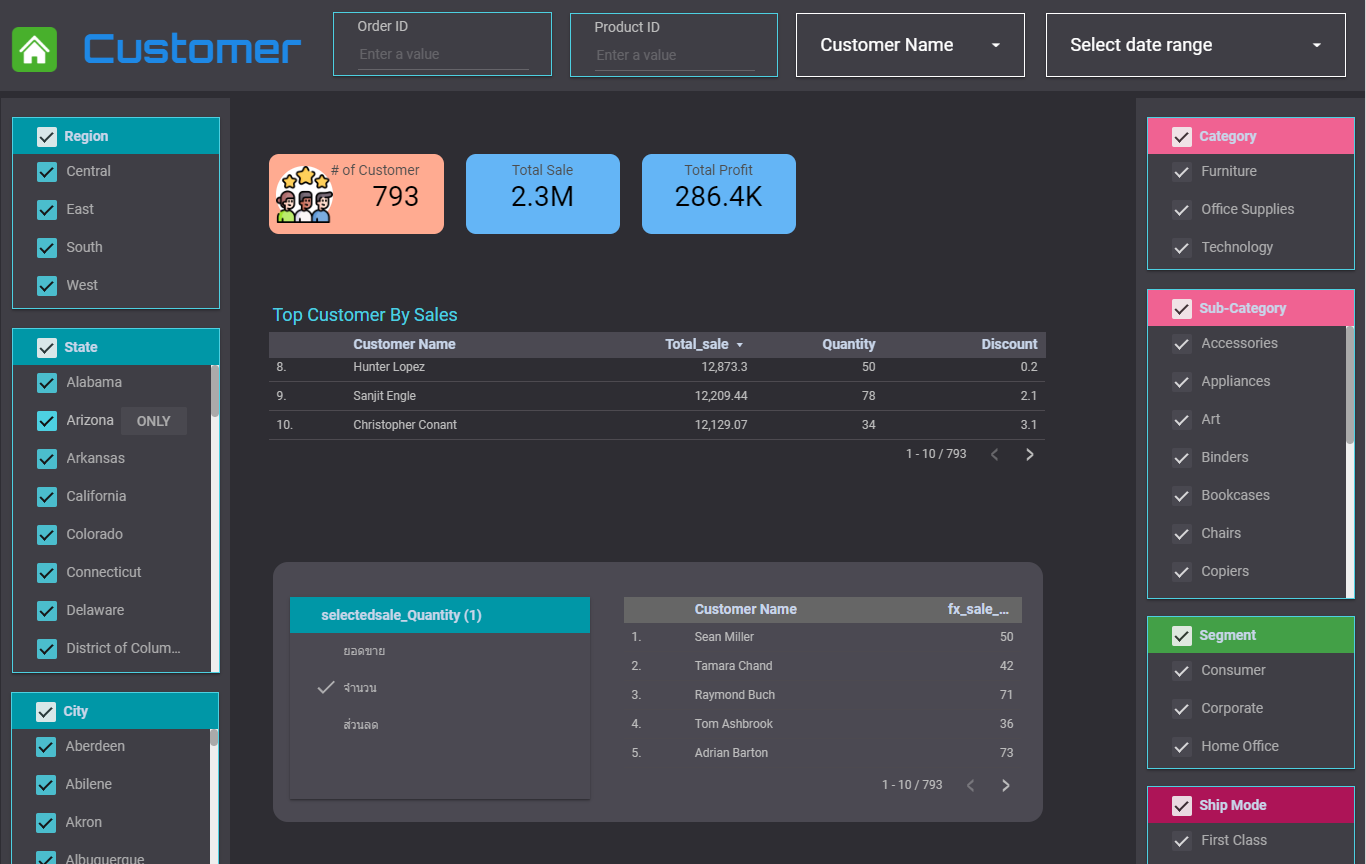 Customer
Order ID
Enter a value
Product ID
Enter a value
Customer Name
Select date range
Region
Central
East
South
West
State
Alabama
Arizona ONLY
Arkansas
California
Colorado
Connecticut
Delaware
District of Colum...
City
Aberdeen
Abilene
Akron
Albuquerque
# of Customer
793
Total Sale
2.3M
Total Profit
286.4K
Top Customer By Sales
Customer Name Total_sale Quantity Discount
8. Hunter Lopez 12,873.3 50 0.2
9. Sanjit Engle 12,209.44 78 2.1
10. Christopher Conant 12,129.07 34 3.1
1 - 10 / 793
selectedsale_Quantity (1)
ยอดขาย
จำนวน
ส่วนลด
Customer Name fx_sale_...
1. Sean Miller 50
2. Tamara Chand 42
3. Raymond Buch 71
4. Tom Ashbrook 36
5. Adrian Barton 73
1 - 10 / 793
Category
Furniture
Office Supplies
Technology
Sub-Category
Accessories
Appliances
Art
Binders
Bookcases
Chairs
Copiers
Segment
Consumer
Corporate
Home Office
Ship Mode
First Class